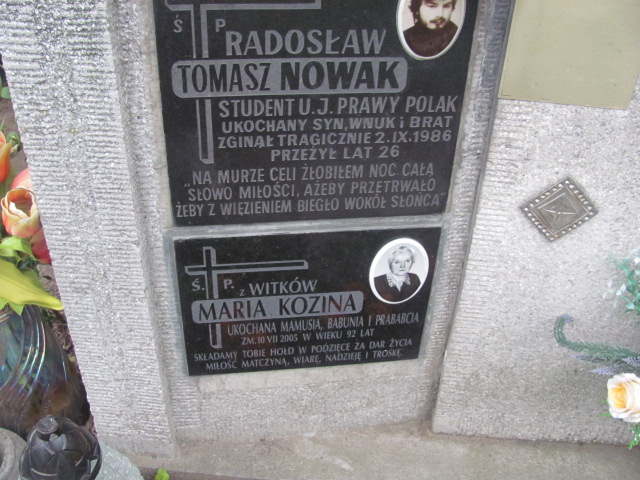 Ś P
RADOSŁAW
TOMASZ NOWAK
STUDENT U.J. PRAWY POLAK
UKOCHANY SYN, WNUK i BRAT
ZGINĄŁ TRAGICZNIE 2.IX.1986
PRZEŻYŁ LAT 26
"NA MURZE CELI ŻŁOBIŁEM NOC CAŁĄ
SŁOWO MIŁOŚCI, AŻEBY PRZETRWAŁO
ŻEBY Z WIĘZIENIEM BIEGŁO WOKÓŁ SŁOŃCA"
Ś. P. z WITKÓW
MARIA KOZINA
UKOCHANA MAMUSIA, BABUNIA I PRABABCIA
ZM. 10 VII 2005 W WIEKU 92 LAT
SKŁADAMY TOBIE HOŁD W PODZIĘCE ZA DAR ŻYCIA
MIŁOŚĆ MATCZYNĄ, WIARĘ, NADZIEJĘ I TROSKĘ.